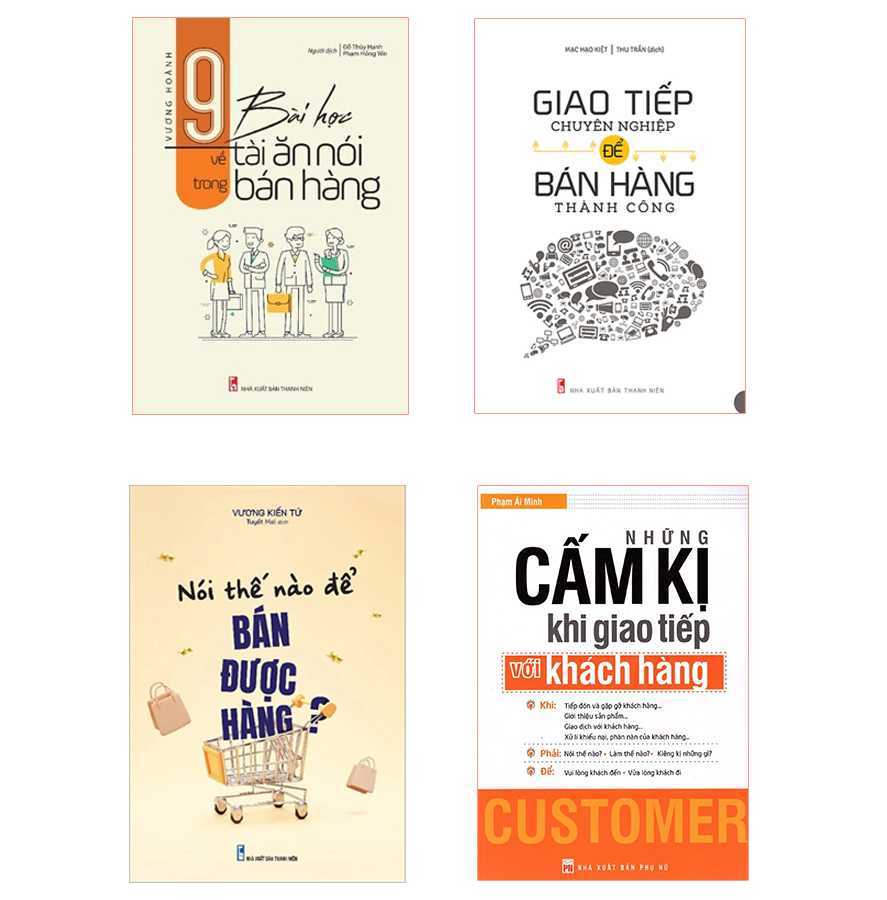 VƯƠNG HOÀNH
Người dịch
Đỗ Thúy Hạnh
Phạm Hồng Yến
9 Bài học
về tài ăn nói
trong bán hàng
NHÀ XUẤT BẢN THANH NIÊN
MẠC HẠO KIỆT | THU TRẦN (dịch)
GIAO TIẾP
CHUYÊN NGHIỆP
ĐỂ
BÁN HÀNG
THÀNH CÔNG
NHÀ XUẤT BẢN THANH NIÊN
VƯƠNG KIẾN TỨ
Tuyết Mai dịch
Nói thế nào để
BÁN
ĐƯỢC
HÀNG ?
NHÀ XUẤT BẢN THANH NIÊN
Phạm Ái Minh
NHỮNG
CẤM KỊ
khi giao tiếp
với khách hàng
Khi: Tiếp đón và gặp gỡ khách hàng...
Giới thiệu sản phẩm...
Giao dịch với khách hàng...
Xử lí khiếu nại, phàn nàn của khách hàng...
Phải: Nói thế nào? • Làm thế nào? • Kiêng kị những gì?
Để: Vui lòng khách đến • Vừa lòng khách đi
CUSTOMER
PN NHÀ XUẤT BẢN PHỤ NỮ